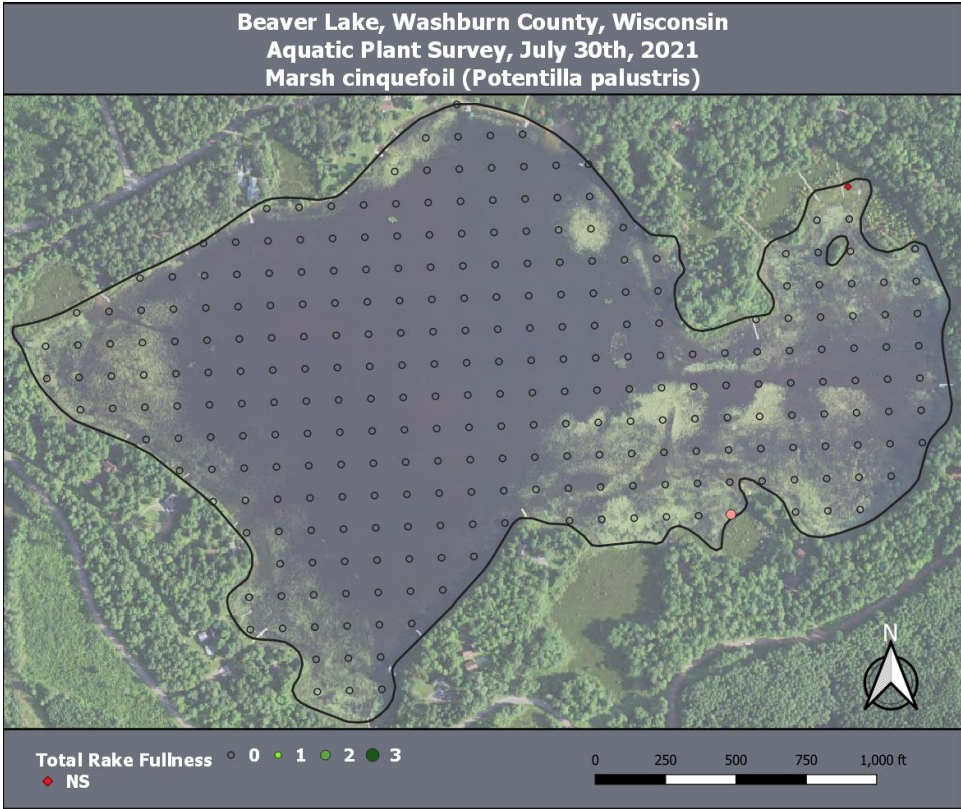 Beaver Lake, Washburn County, Wisconsin
Aquatic Plant Survey, July 30th, 2021
Marsh cinquefoil (Potentilla palustris)
N
Total Rake Fullness 0 1 2 3
NS
0 250 500 750 1,000 ft